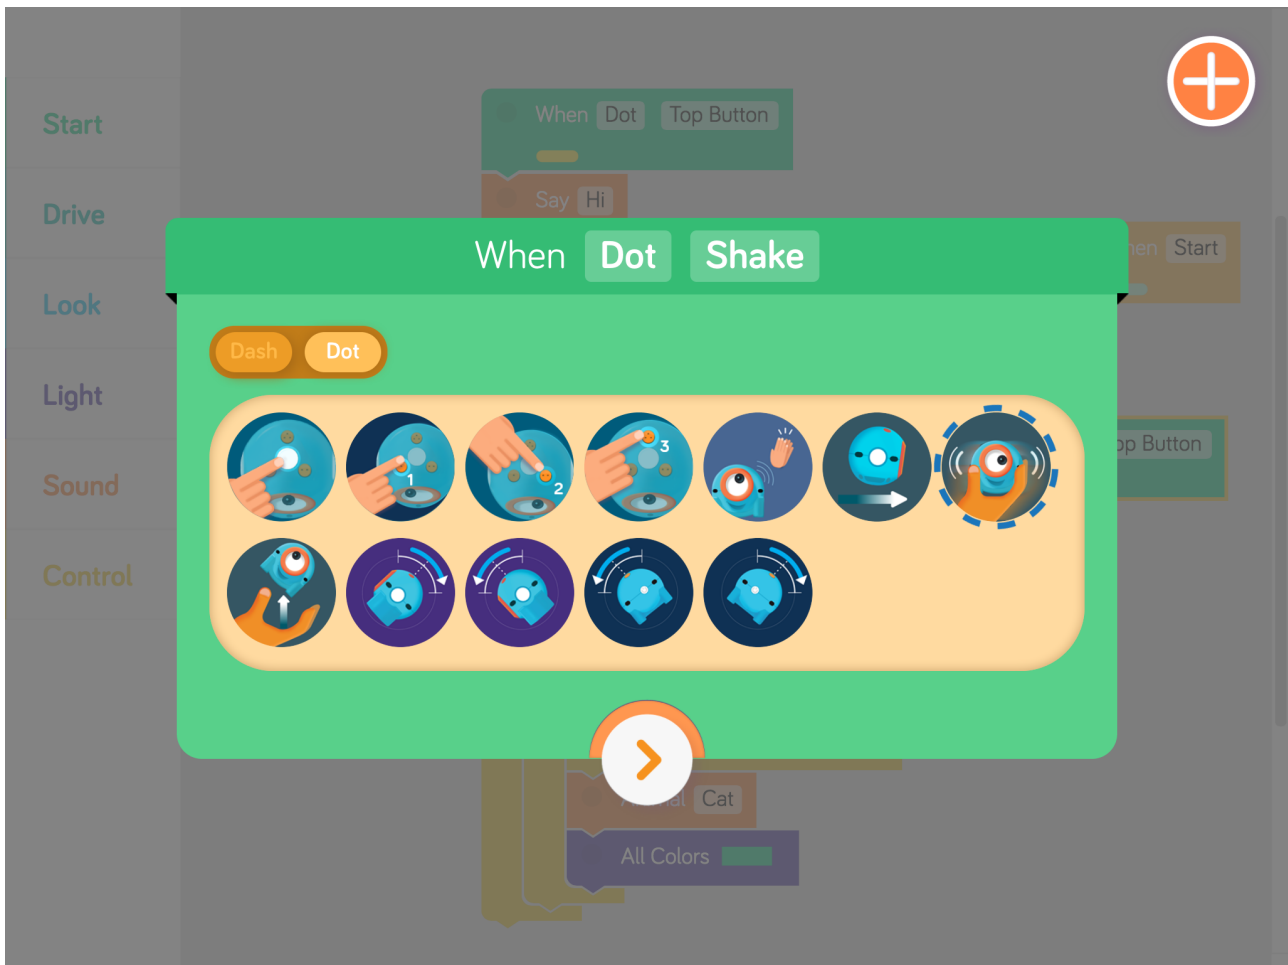 Start
Drive
Look
Light
Sound
Control
When Dot Top Button
Say Hi
Start
When Dot Shake
Dash Dot
1
2
3
Button
Cat
All Colors